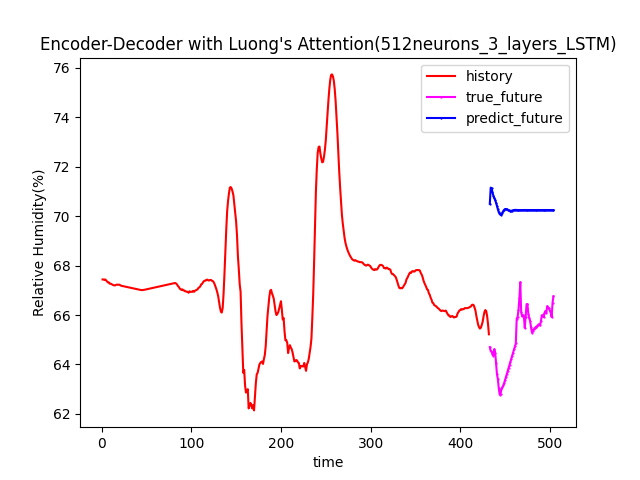 Encoder-Decoder with Luong's Attention(512neurons_3_layers_LSTM)
history
true_future
predict_future
76
74
72
70
68
66
64
62
Relative Humidity(%)
0
100
200
300
400
500
time